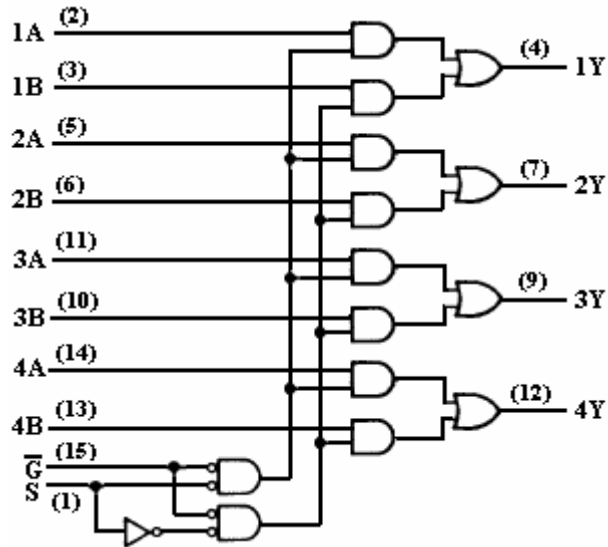 1A (2)
(4) 1Y
1B (3)
2A (5)
(7) 2Y
2B (6)
3A (11)
(9) 3Y
3B (10)
4A (14)
(12) 4Y
4B (13)
G̅ (15)
S (1)